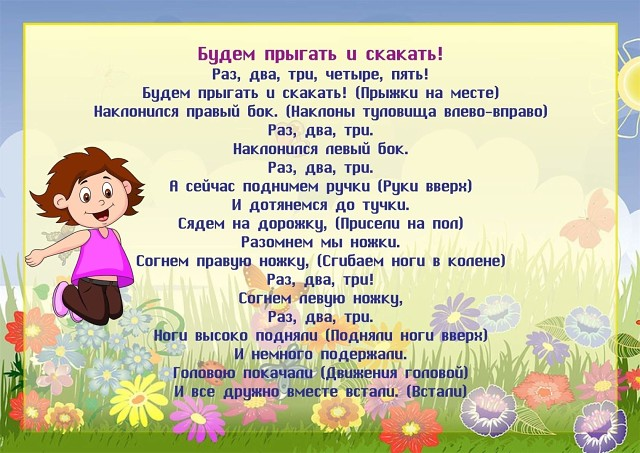 Будем прыгать и скакать!
Раз, два, три, четыре, пять!
Будем прыгать и скакать! (Прыжки на месте)
Наклонился правый бок. (Наклоны туловища влево-вправо)
Раз, два, три.
Наклонился левый бок.
Раз, два, три.
А сейчас поднимем ручки (Руки вверх)
И дотянемся до тучки.
Сядем на дорожку, (Присели на пол)
Разомнем мы ножки.
Согнем правую ножку, (Сгибаем ноги в колене)
Раз, два, три!
Согнем левую ножку,
Раз, два, три.
Ноги высоко подняли (Подняли ноги вверх)
И немного подержали.
Головою покачали (Движения головой)
И все дружно вместе встали. (Встали)